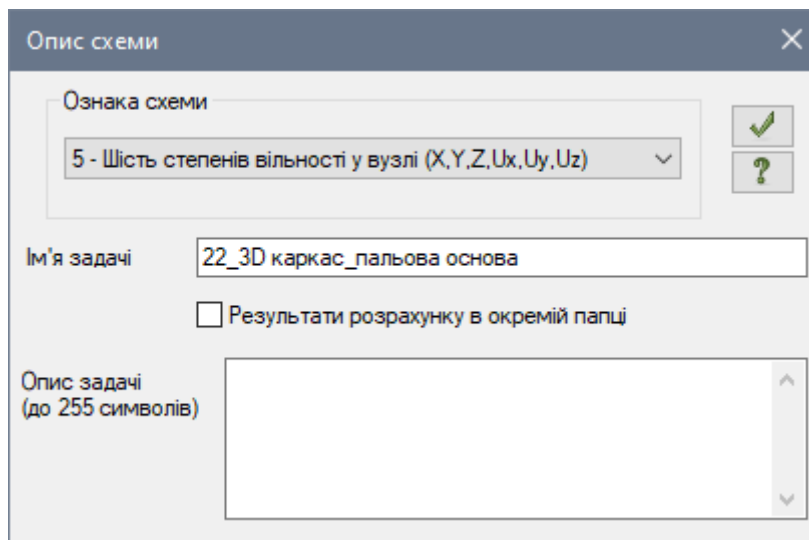 Опис схеми
Ознака схеми
5 - Шість степенів вільності у вузлі (X,Y,Z,Ux,Uy,Uz)
Ім'я задачі
22_3D каркас_пальова основа
Результати розрахунку в окремій папці
Опис задачі
(до 255 символів)